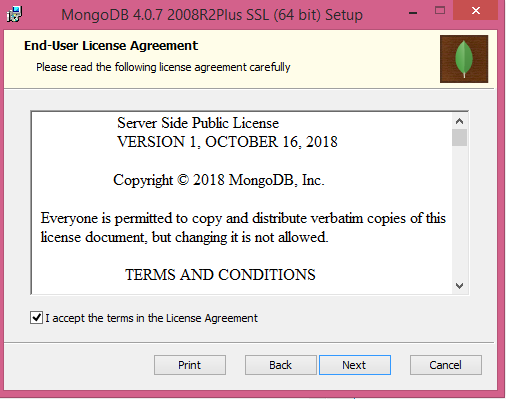 MongoDB 4.0.7 2008R2Plus SSL (64 bit) Setup
End-User License Agreement
Please read the following license agreement carefully
Server Side Public License
VERSION 1, OCTOBER 16, 2018
Copyright © 2018 MongoDB, Inc.
Everyone is permitted to copy and distribute verbatim copies of this
license document, but changing it is not allowed.
TERMS AND CONDITIONS
I accept the terms in the License Agreement
Print Back Next Cancel